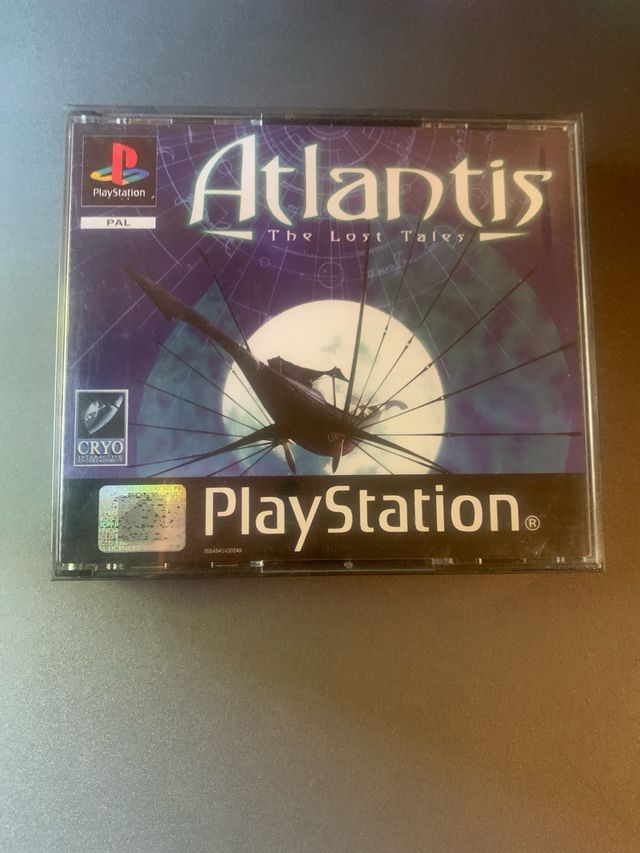 PlayStation
PAL
Atlantis
The Lost Tales
CRYO
INTERACTIVE
ENTERTAINMENT
PlayStation®